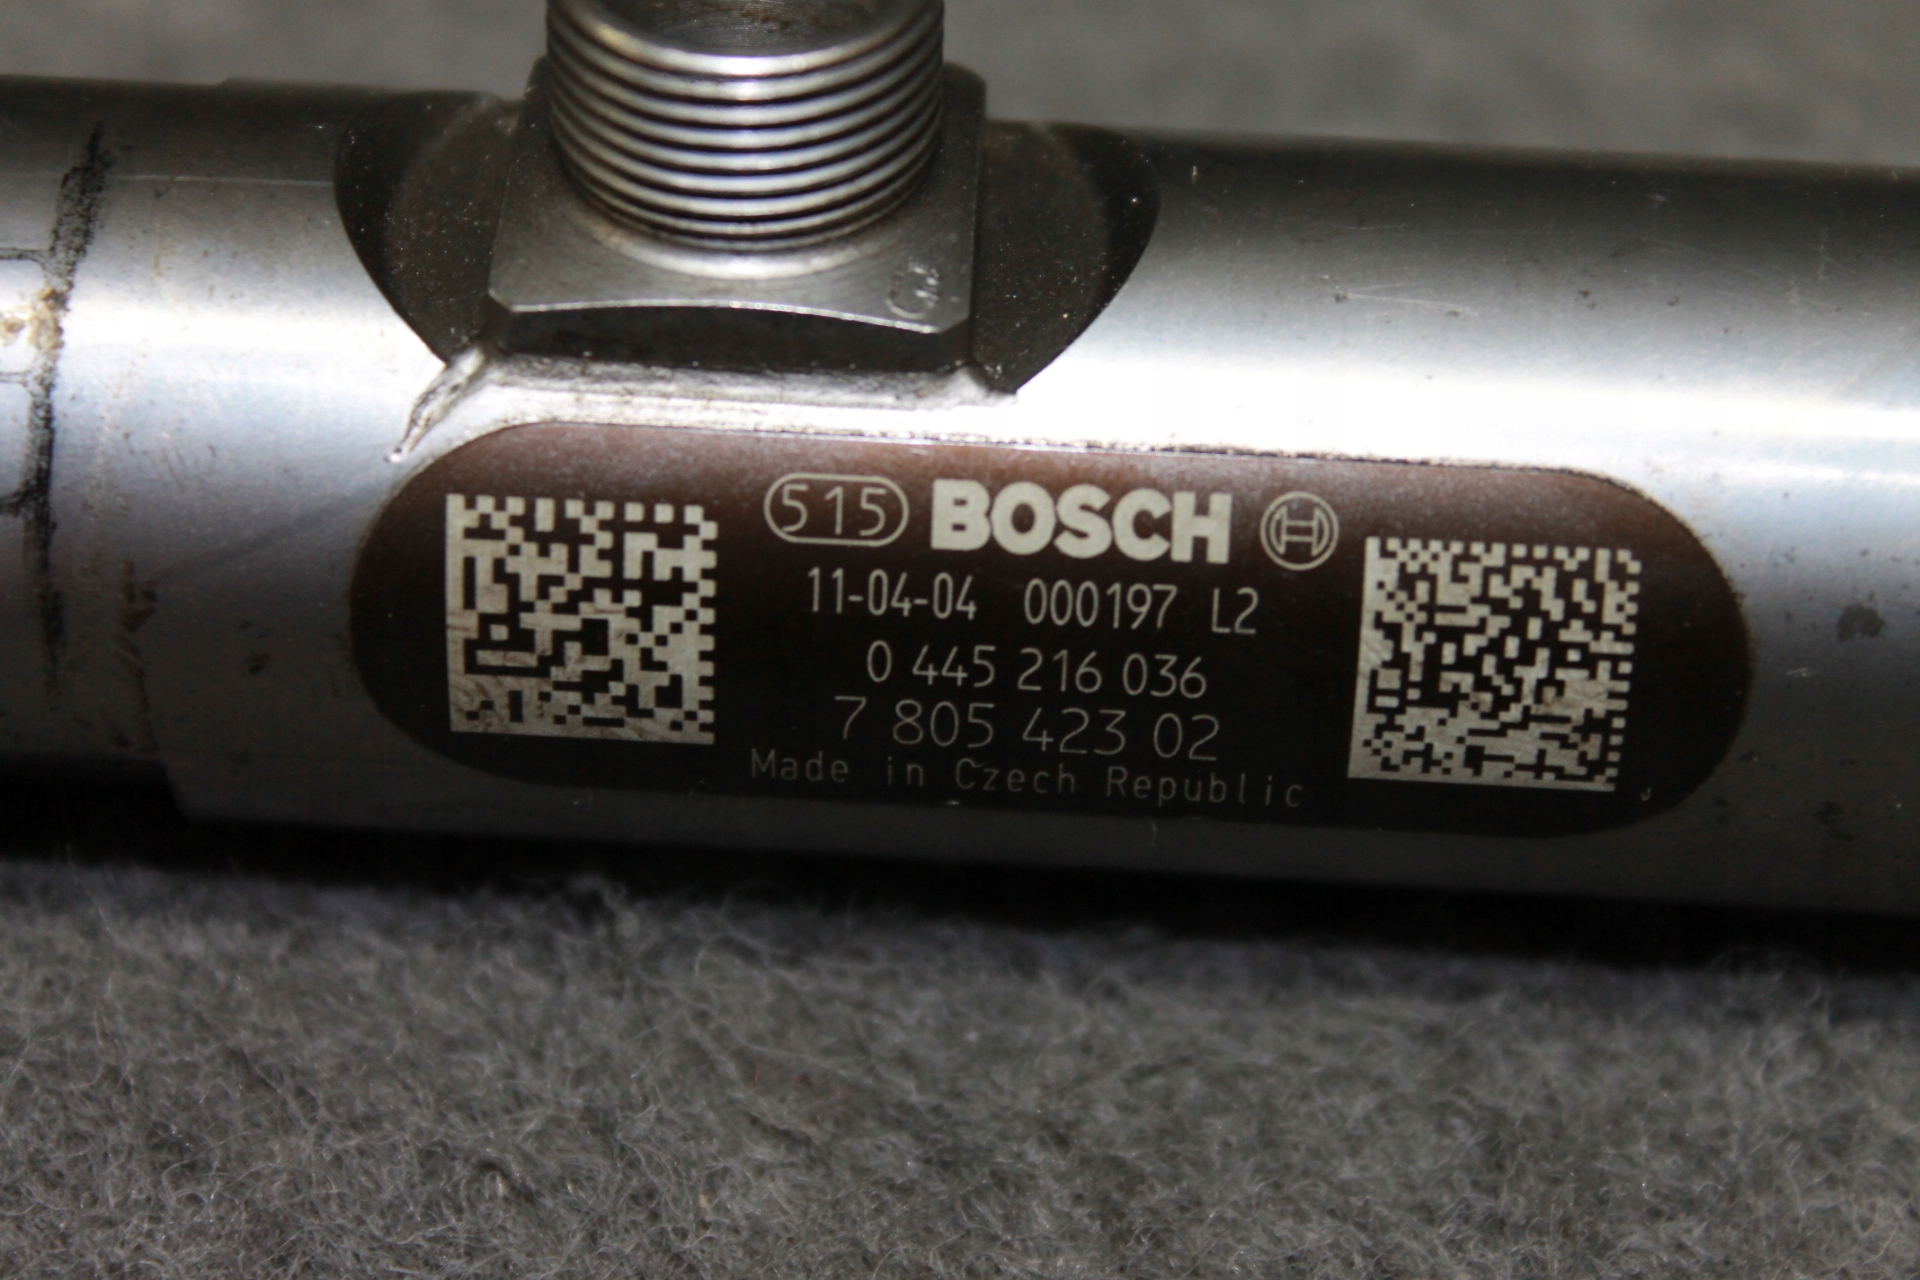 515 BOSCH
11-04-04 000197 L2
0 445 216 036
7 805 423 02
Made in Czech Republic